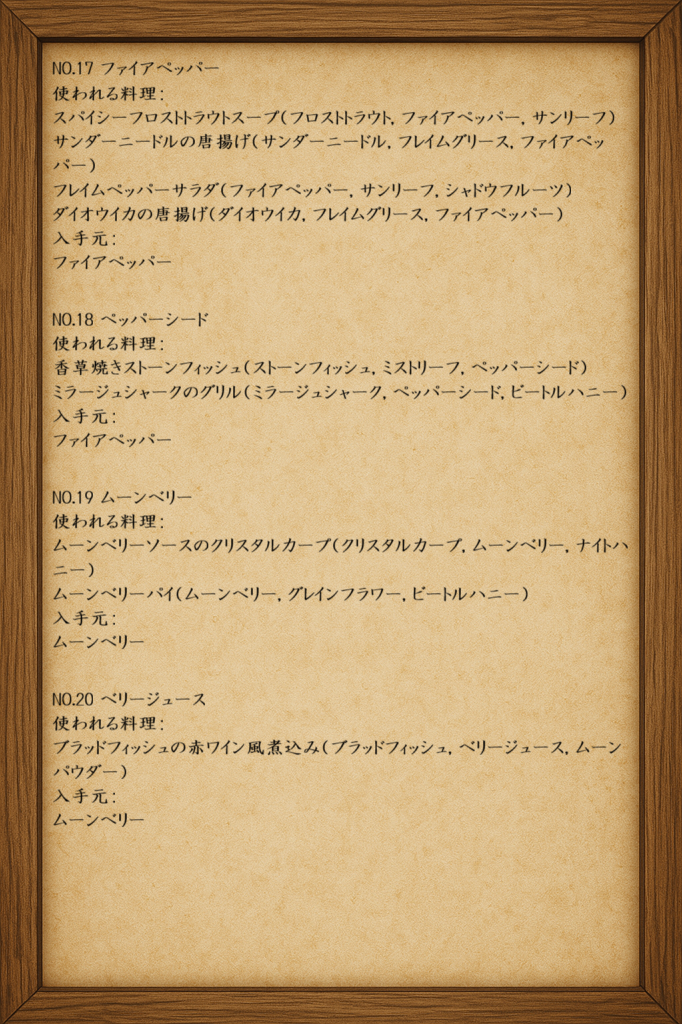 NO.17 ファイアペッパー
使われる料理:
スパイシーフロストトラウトスープ(フロストトラウト, ファイアペッパー, サンリーフ)
サンダーニードルの唐揚げ(サンダーニードル, フレイムグリース, ファイアペッ
パー)
フレイムペッパーサラダ(ファイアペッパー, サンリーフ, シャドウフルーツ)
ダイオウイカの唐揚げ(ダイオウイカ, フレイムグリース, ファイアペッパー)
入手元:
ファイアペッパー
NO.18 ペッパーシード
使われる料理:
香草焼きストーンフィッシュ(ストーンフィッシュ, ミストリーフ, ペッパーシード)
ミラージュシャークのグリル(ミラージュシャーク, ペッパーシード, ビートルハニー)
入手元:
ファイアペッパー
NO.19 ムーンベリー
使われる料理:
ムーンベリーソースのクリスタルカープ(クリスタルカープ, ムーンベリー, ナイトハ
ニー)
ムーンベリーパイ(ムーンベリー, グレインフラワー, ビートルハニー)
入手元:
ムーンベリー
NO.20 ベリージュース
使われる料理:
ブラッドフィッシュの赤ワイン風煮込み(ブラッドフィッシュ, ベリージュース, ムーン
パウダー)
入手元:
ムーンベリー